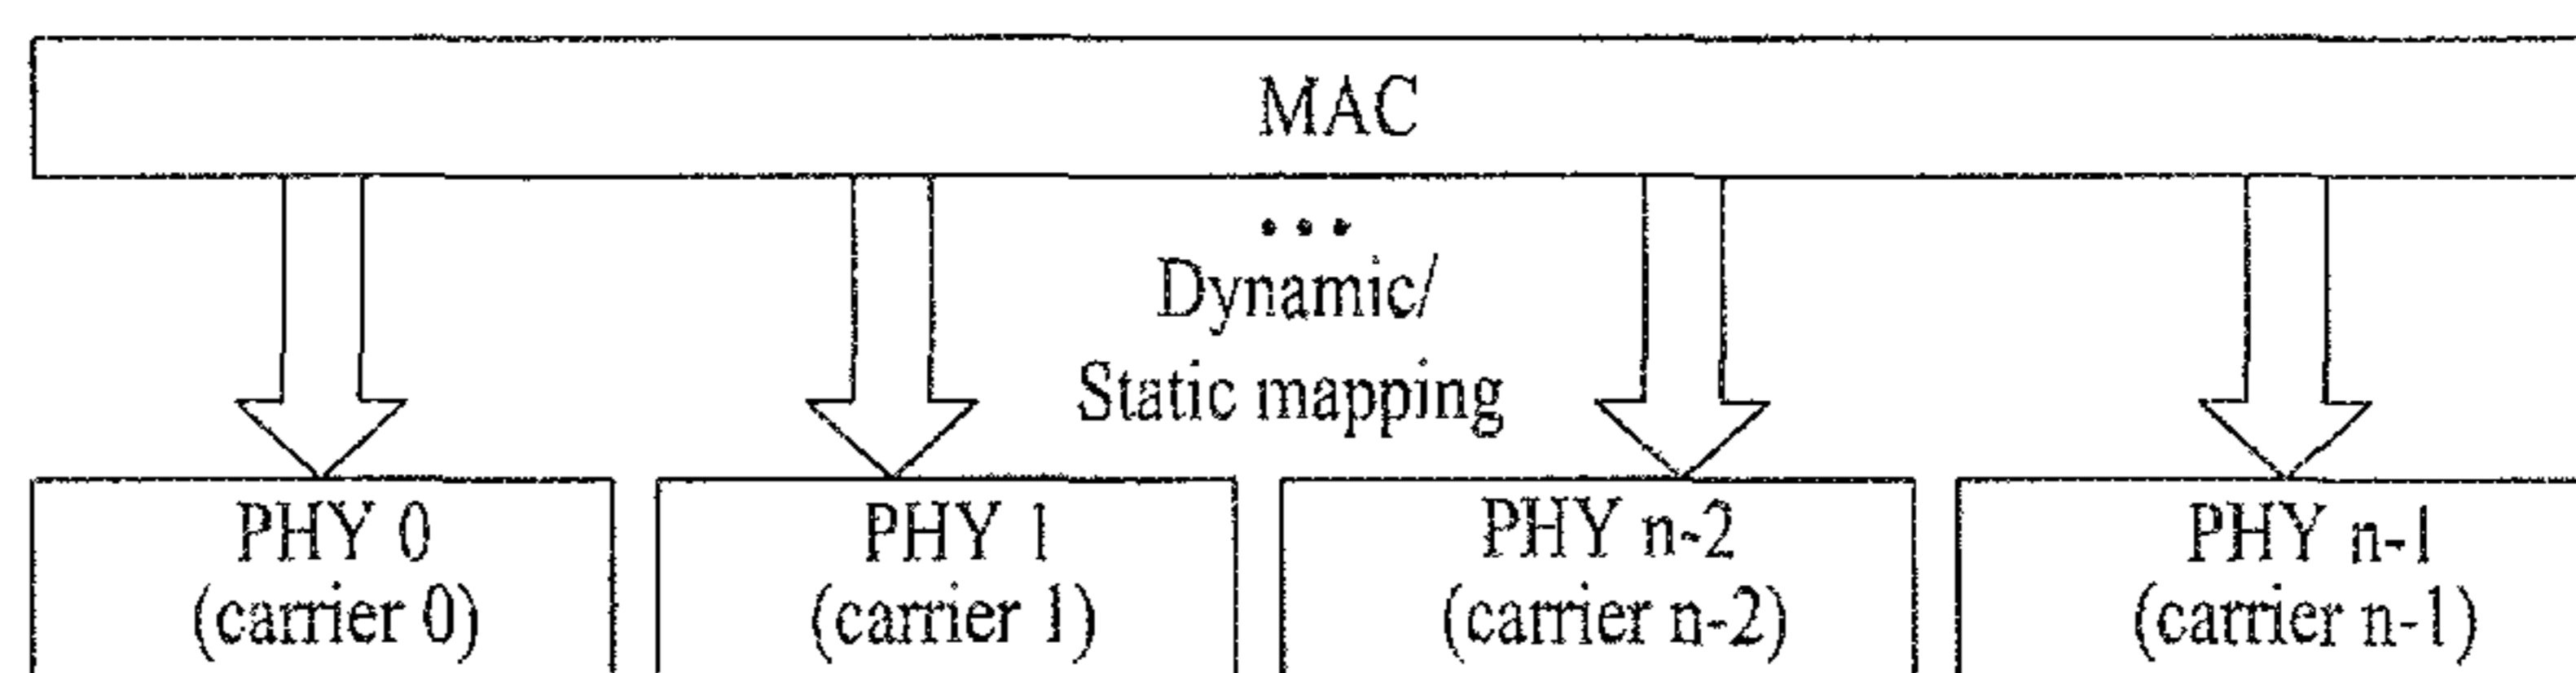 MAC
•••
Dynamic/
Static mapping
PHY 0
(carrier 0)
PHY 1
(carrier 1)
PHY n-2
(carrier n-2)
PHY n-1
(carrier n-1)